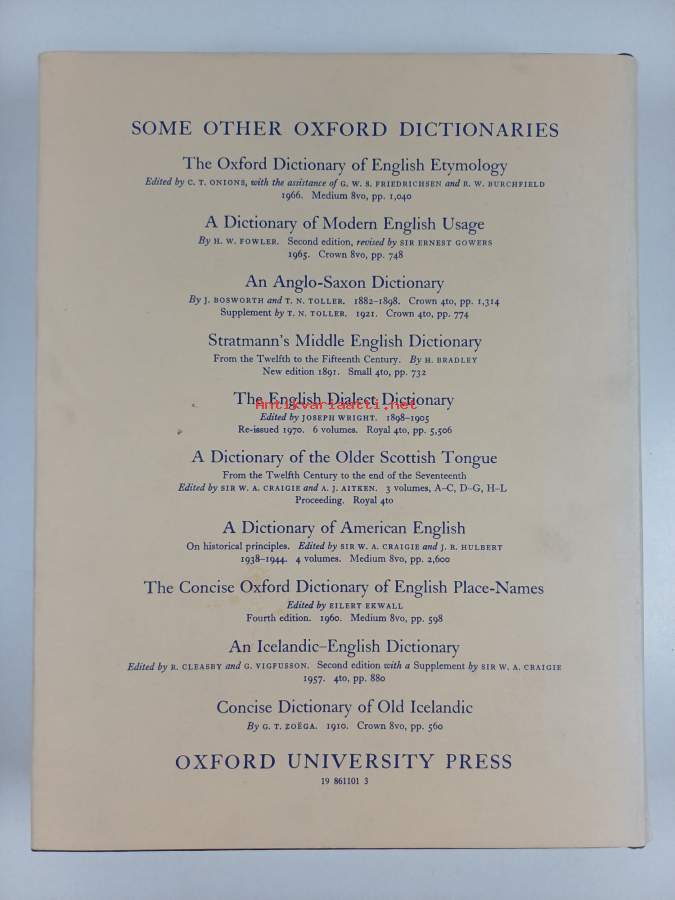 SOME OTHER OXFORD DICTIONARIES
The Oxford Dictionary of English Etymology
Edited by C. T. ONIONS, with the assistance of G. W. S. FRIEDRICHSEN and R. W. BURCHFIELD
1966. Medium 8vo, pp. 1,040
A Dictionary of Modern English Usage
By H. W. FOWLER. Second edition, revised by SIR ERNEST GOWERS
1965. Crown 8vo, pp. 748
An Anglo-Saxon Dictionary
By J. BOSWORTH and T. N. TOLLER. 1882–1898. Crown 4to, pp. 1,314
Supplement by T. N. TOLLER. 1921. Crown 4to, pp. 774
Stratmann's Middle English Dictionary
From the Twelfth to the Fifteenth Century. By H. BRADLEY
New edition 1891. Small 4to, pp. 732
The English Dialect Dictionary
Antikvariaatti.net
Edited by JOSEPH WRIGHT. 1898–1905
Re-issued 1970. 6 volumes. Royal 4to, pp. 5,506
A Dictionary of the Older Scottish Tongue
From the Twelfth Century to the end of the Seventeenth
Edited by SIR W. A. CRAIGIE and A. J. AITKEN. 3 volumes, A–C, D–G, H–L
Proceeding. Royal 4to
A Dictionary of American English
On historical principles. Edited by SIR W. A. CRAIGIE and J. R. HULBERT
1938–1944. 4 volumes. Medium 8vo, pp. 2,600
The Concise Oxford Dictionary of English Place-Names
Edited by EILERT EKWALL
Fourth edition. 1960. Medium 8vo, pp. 598
An Icelandic–English Dictionary
Edited by R. CLEASBY and G. VIGFUSSON. Second edition with a Supplement by SIR W. A. CRAIGIE
1957. 4to, pp. 880
Concise Dictionary of Old Icelandic
By G. T. ZOËGA. 1910. Crown 8vo, pp. 560
OXFORD UNIVERSITY PRESS
19 861101 3